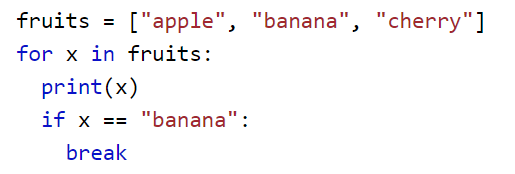 fruits = ["apple", "banana", "cherry"]
for x in fruits:
  print(x)
  if x == "banana":
    break